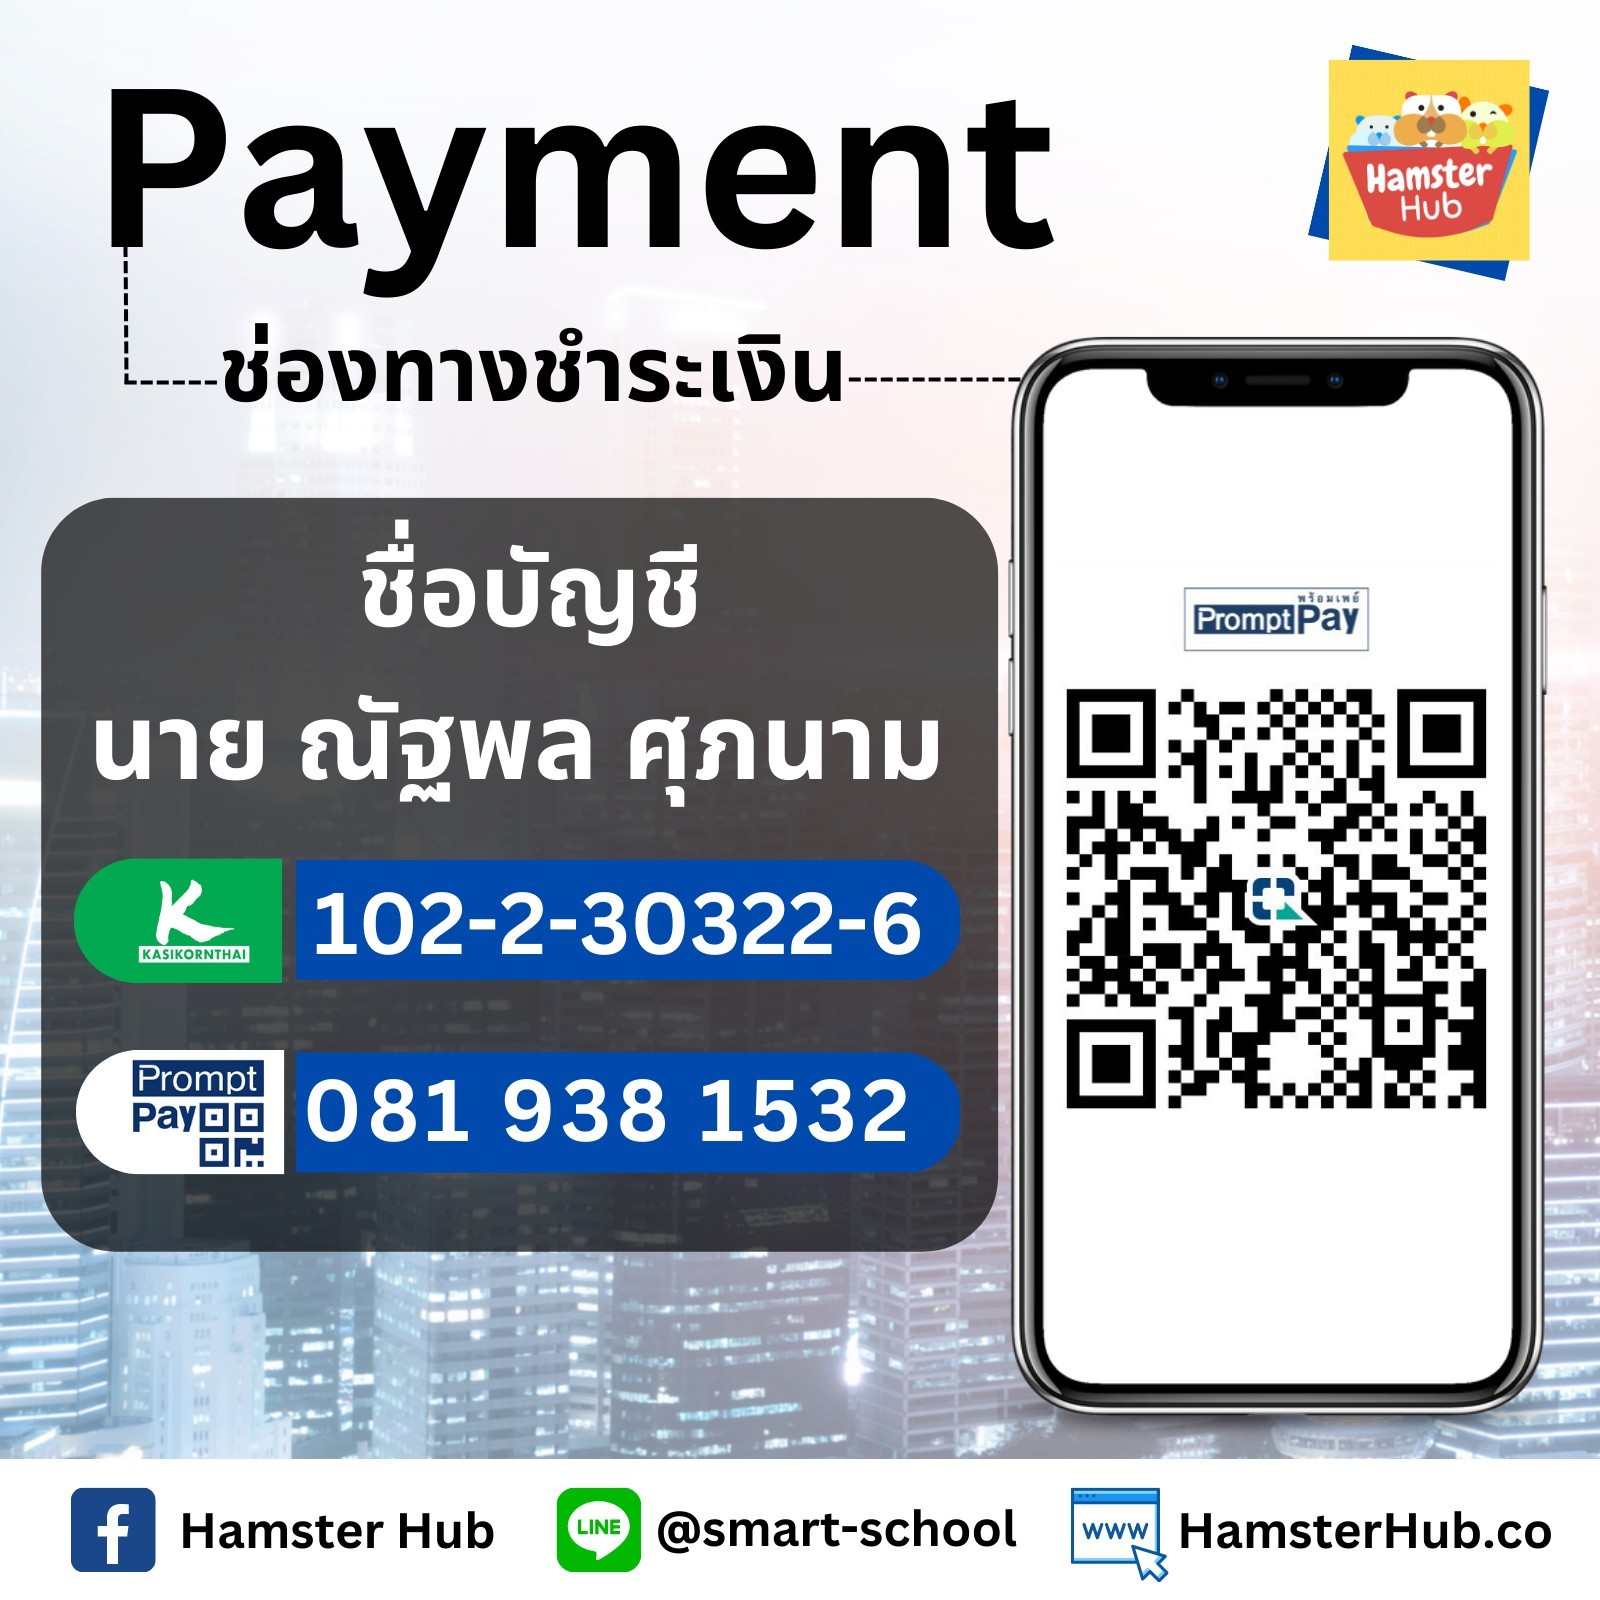 Payment
Hamster
Hub
ช่องทางชำระเงิน
ชื่อบัญชี
นาย ณัฐพล ศุภนาม
พร้อมเพย์
Prompt Pay
K
KASIKORNTHAI
102-2-30322-6
Prompt
Pay
081 938 1532
f Hamster Hub
LINE @smart-school
www HamsterHub.co